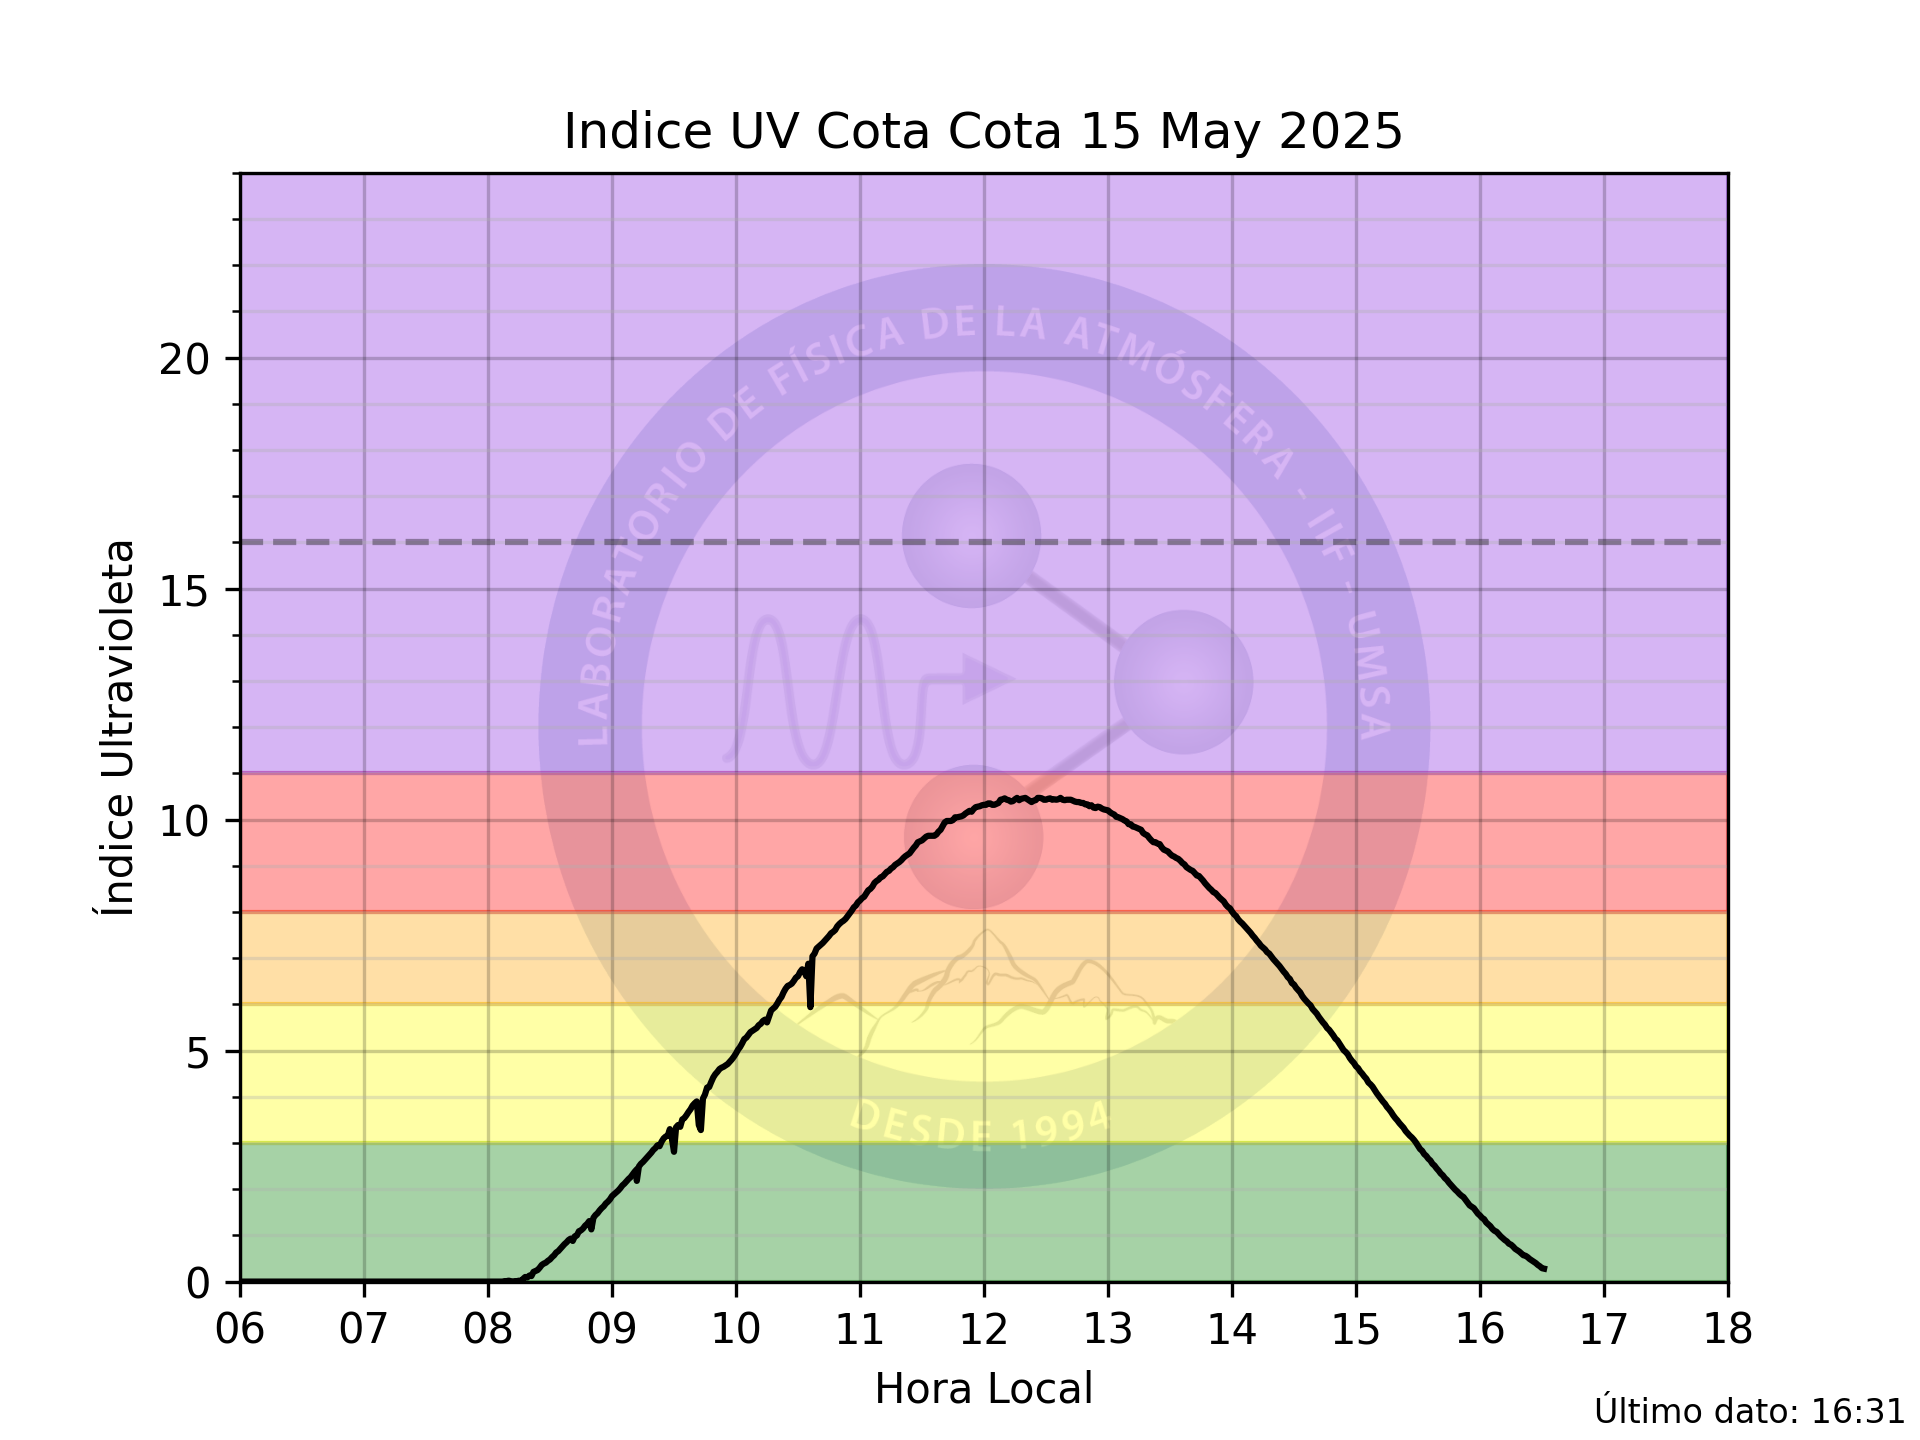 Indice UV Cota Cota 15 May 2025
LABORATORIO DE FÍSICA DE LA ATMÓSFERA - IIF - UMSA
DESDE 1994
Índice Ultravioleta
20
15
10
5
0
06 07 08 09 10 11 12 13 14 15 16 17 18
Hora Local
Último dato: 16:31